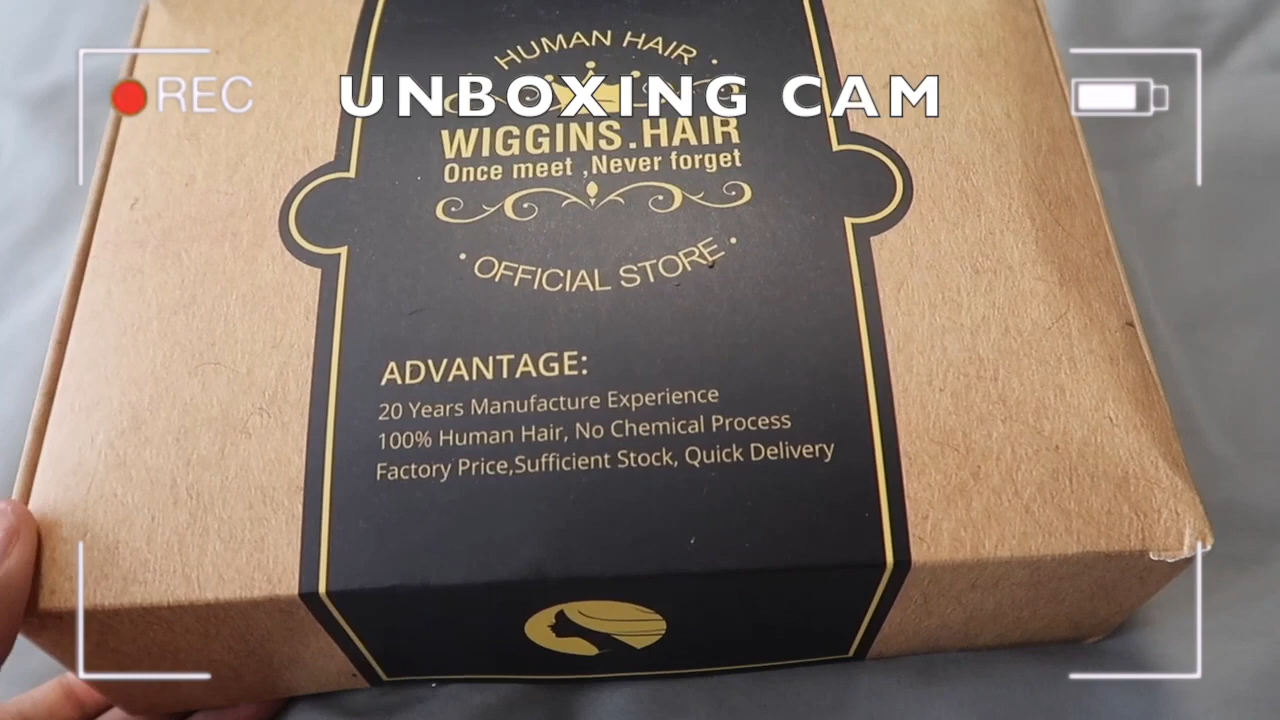 HUMAN HAIR
REC
UNBOXING CAM
WIGGINS.HAIR
Once meet ,Never forget
• OFFICIAL STORE •
ADVANTAGE:
20 Years Manufacture Experience
100% Human Hair, No Chemical Process
Factory Price,Sufficient Stock, Quick Delivery